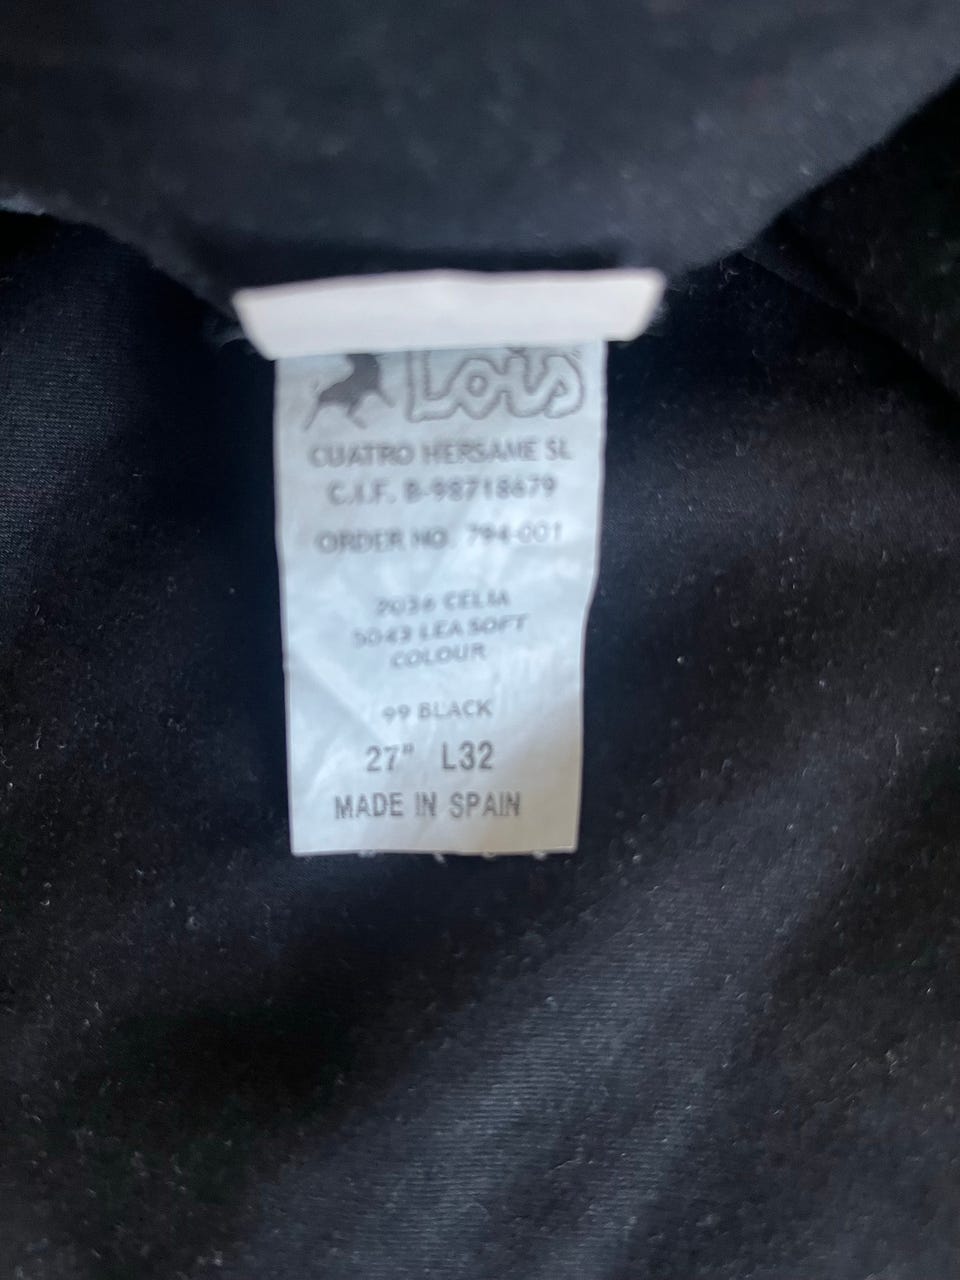 Lois
CUATRO HERSAME SL
C.I.F. B-98718679
ORDER NO. 794-001
2036 CELIA
5043 LEA SOFT
COLOUR
99 BLACK
27" L32
MADE IN SPAIN